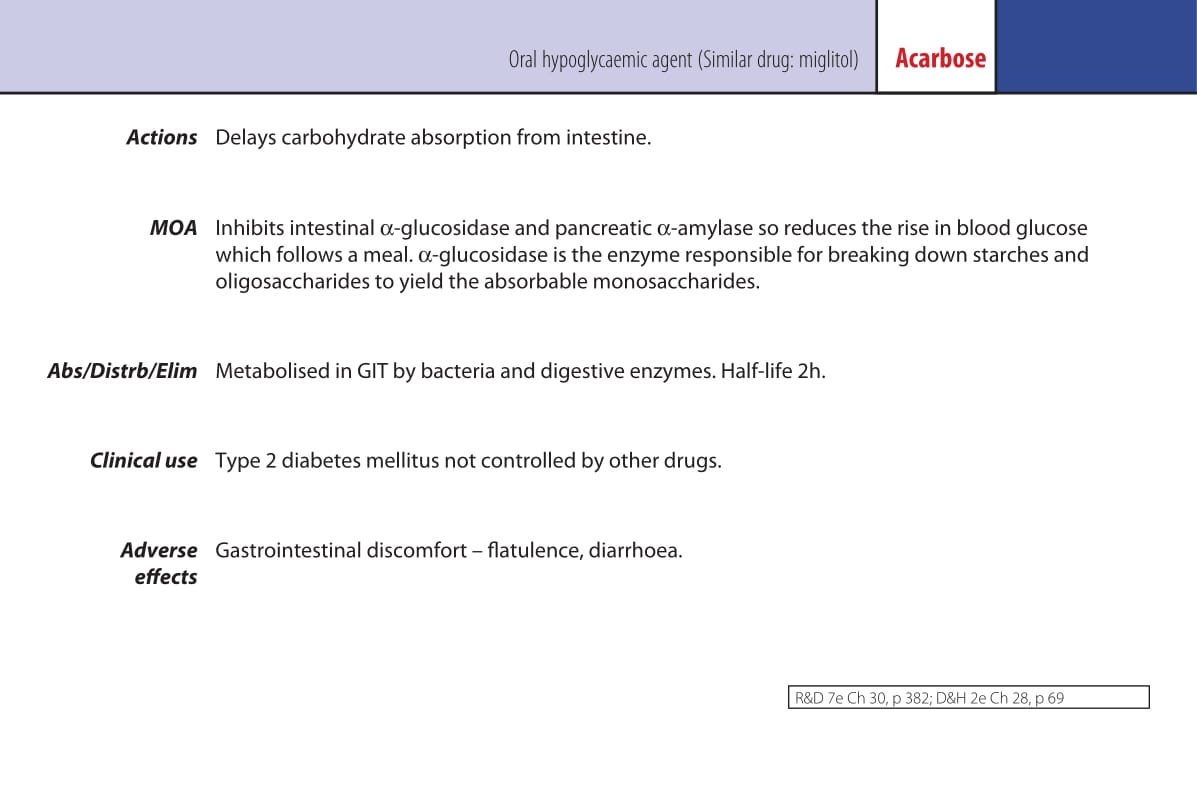 Oral hypoglycaemic agent (Similar drug: miglitol)
Acarbose
Actions Delays carbohydrate absorption from intestine.
MOA Inhibits intestinal α-glucosidase and pancreatic α-amylase so reduces the rise in blood glucose
which follows a meal. α-glucosidase is the enzyme responsible for breaking down starches and
oligosaccharides to yield the absorbable monosaccharides.
Abs/Distrb/Elim Metabolised in GIT by bacteria and digestive enzymes. Half-life 2h.
Clinical use Type 2 diabetes mellitus not controlled by other drugs.
Adverse Gastrointestinal discomfort – flatulence, diarrhoea.
effects
R&D 7e Ch 30, p 382; D&H 2e Ch 28, p 69